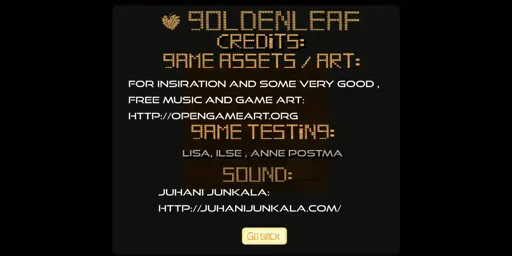 GOLDENLEAF
CREDITS:
GAME ASSETS / ART:
FOR INSIRATION AND SOME VERY GOOD ,
FREE MUSIC AND GAME ART:
HTTP://OPENGAMEART.ORG
GAME TESTING:
LISA, ILSE , ANNE POSTMA
SOUND:
JUHANI JUNKALA:
HTTP://JUHANIJUNKALA.COM/
GO BACK